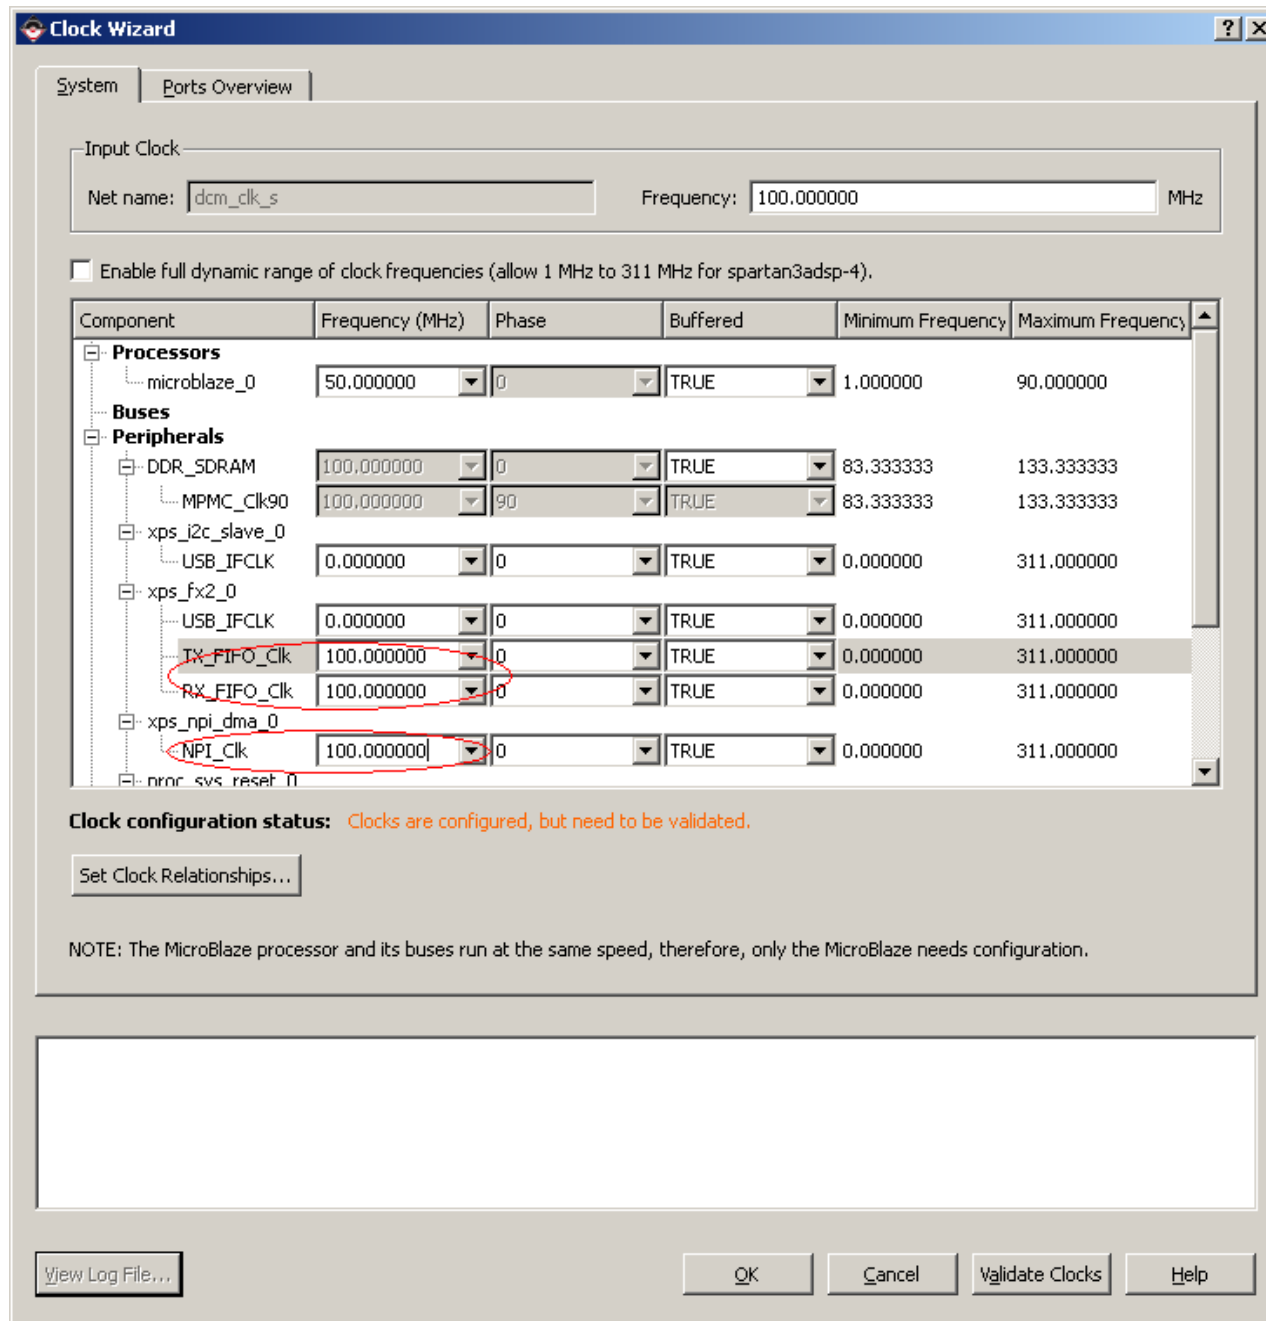 Clock Wizard
System Ports Overview
Input Clock
Net name: dcm_clk_s Frequency: 100.000000 MHz
Enable full dynamic range of clock frequencies (allow 1 MHz to 311 MHz for spartan3adsp-4).
Component Frequency (MHz) Phase Buffered Minimum Frequency Maximum Frequency
Processors
microblaze_0 50.000000 0 TRUE 1.000000 90.000000
Buses
Peripherals
DDR_SDRAM 100.000000 0 TRUE 83.333333 133.333333
MPMC_Clk90 100.000000 90 TRUE 83.333333 133.333333
xps_i2c_slave_0
USB_IFCLK 0.000000 0 TRUE 0.000000 311.000000
xps_fx2_0
USB_IFCLK 0.000000 0 TRUE 0.000000 311.000000
TX_FIFO_Clk 100.000000 0 TRUE 0.000000 311.000000
RX_FIFO_Clk 100.000000 0 TRUE 0.000000 311.000000
xps_npi_dma_0
NPI_Clk 100.000000 0 TRUE 0.000000 311.000000
proc_sys_reset_0
Clock configuration status: Clocks are configured, but need to be validated.
Set Clock Relationships...
NOTE: The MicroBlaze processor and its buses run at the same speed, therefore, only the MicroBlaze needs configuration.
View Log File... OK Cancel Validate Clocks Help